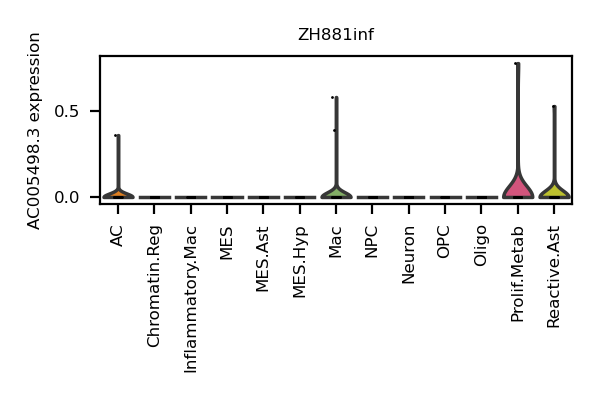 ZH881inf
AC005498.3 expression
0.5
0.0
AC
Chromatin.Reg
Inflammatory.Mac
MES
MES.Ast
MES.Hyp
Mac
NPC
Neuron
OPC
Oligo
Prolif.Metab
Reactive.Ast